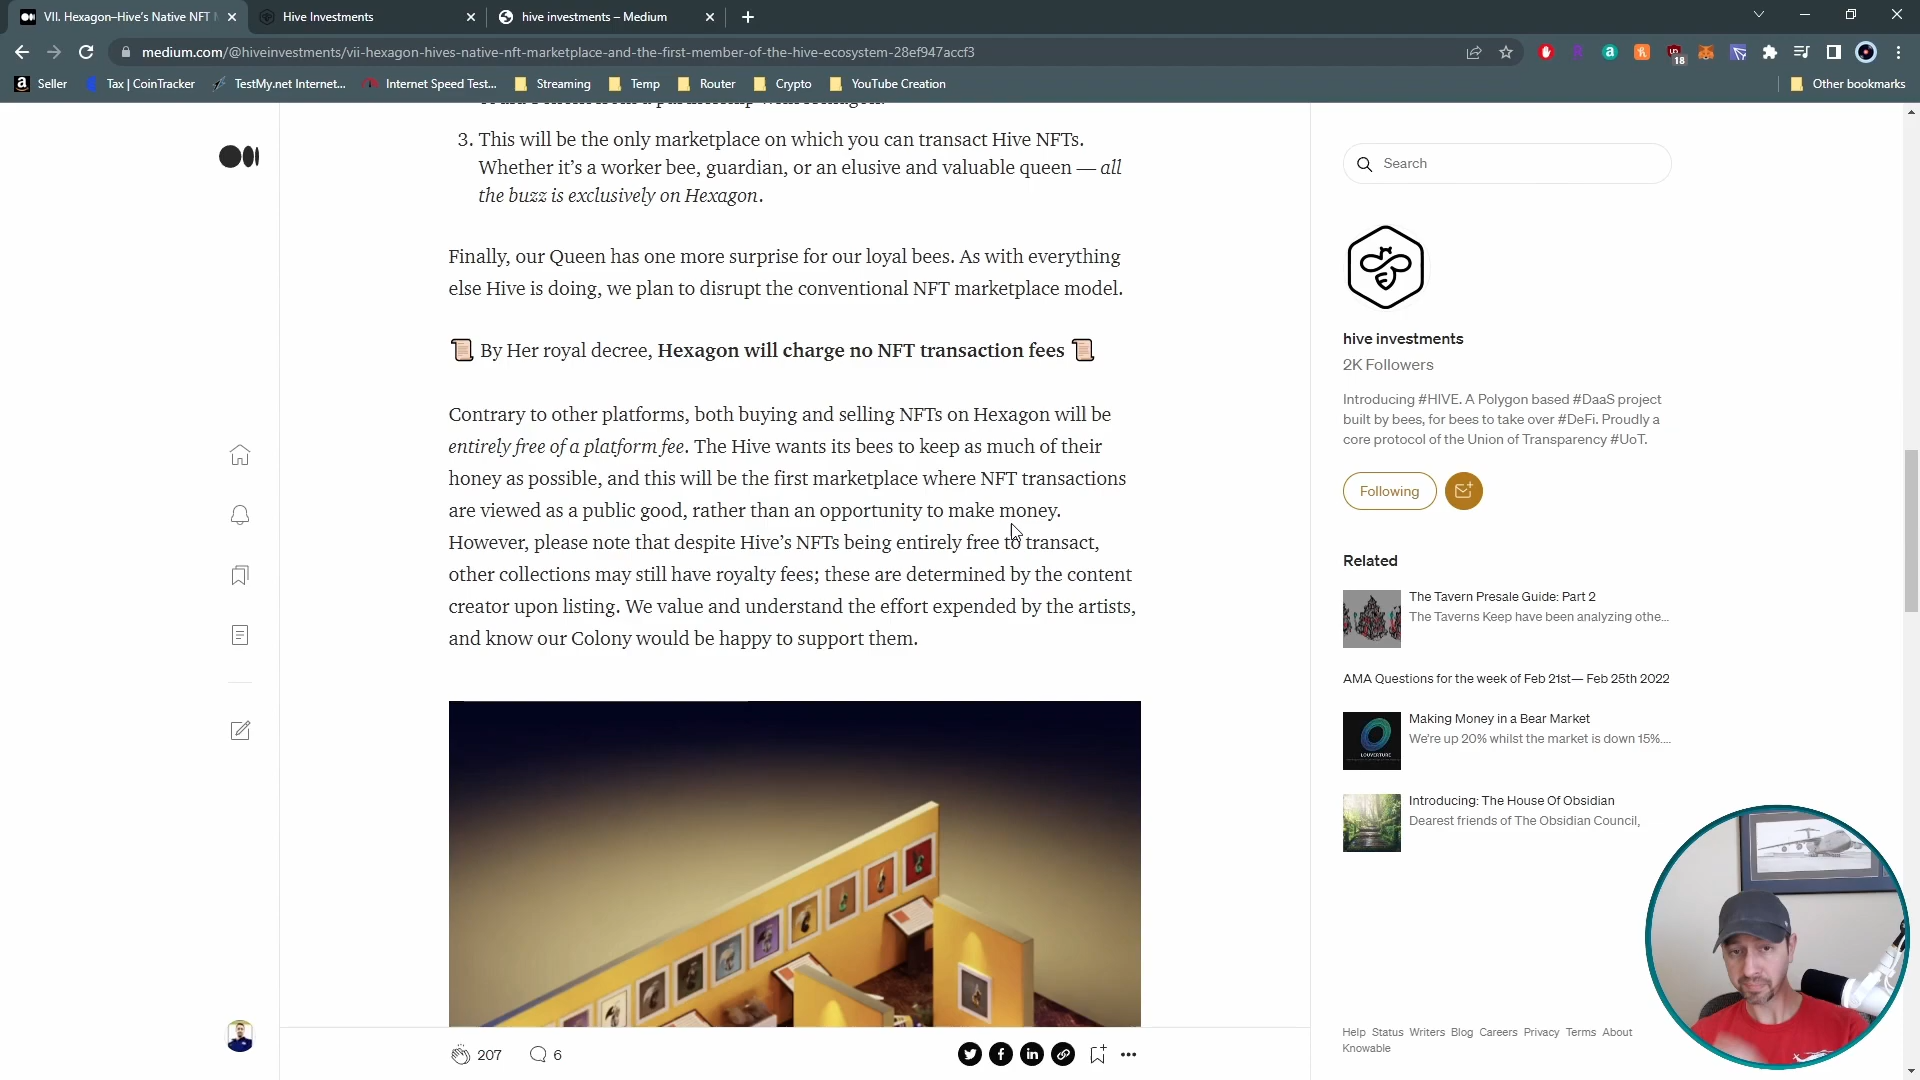 VII. Hexagon–Hive's Native NFT M
Hive Investments
hive investments – Medium
medium.com/@hiveinvestments/vii-hexagon-hives-native-nft-marketplace-and-the-first-member-of-the-hive-ecosystem-28ef947accf3
18
Seller
Tax | CoinTracker
TestMy.net Internet...
Internet Speed Test...
Streaming
Temp
Router
Crypto
YouTube Creation
Other bookmarks
3. This will be the only marketplace on which you can transact Hive NFTs.
Whether it's a worker bee, guardian, or an elusive and valuable queen — all
the buzz is exclusively on Hexagon.
Finally, our Queen has one more surprise for our loyal bees. As with everything
else Hive is doing, we plan to disrupt the conventional NFT marketplace model.
📜 By Her royal decree, Hexagon will charge no NFT transaction fees 📜
Contrary to other platforms, both buying and selling NFTs on Hexagon will be
entirely free of a platform fee. The Hive wants its bees to keep as much of their
honey as possible, and this will be the first marketplace where NFT transactions
are viewed as a public good, rather than an opportunity to make money.
However, please note that despite Hive's NFTs being entirely free to transact,
other collections may still have royalty fees; these are determined by the content
creator upon listing. We value and understand the effort expended by the artists,
and know our Colony would be happy to support them.
207
6
Search
hive investments
2K Followers
Introducing #HIVE. A Polygon based #DaaS project
built by bees, for bees to take over #DeFi. Proudly a
core protocol of the Union of Transparency #UoT.
Following
Related
The Tavern Presale Guide: Part 2
The Taverns Keep have been analyzing othe...
AMA Questions for the week of Feb 21st— Feb 25th 2022
Making Money in a Bear Market
We're up 20% whilst the market is down 15%....
LOUVERTURE
Introducing: The House Of Obsidian
Dearest friends of The Obsidian Council,
Help Status Writers Blog Careers Privacy Terms About
Knowable